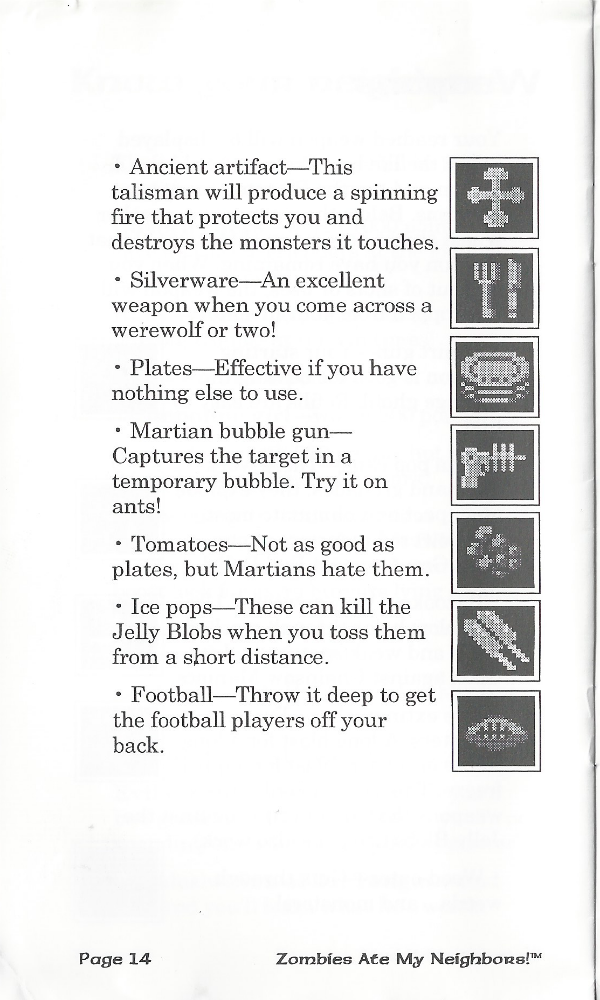 • Ancient artifact—This
talisman will produce a spinning
fire that protects you and
destroys the monsters it touches.
• Silverware—An excellent
weapon when you come across a
werewolf or two!
• Plates—Effective if you have
nothing else to use.
• Martian bubble gun—
Captures the target in a
temporary bubble. Try it on
ants!
• Tomatoes—Not as good as
plates, but Martians hate them.
• Ice pops—These can kill the
Jelly Blobs when you toss them
from a short distance.
• Football—Throw it deep to get
the football players off your
back.
Page 14 Zombies Ate My Neighbors!™